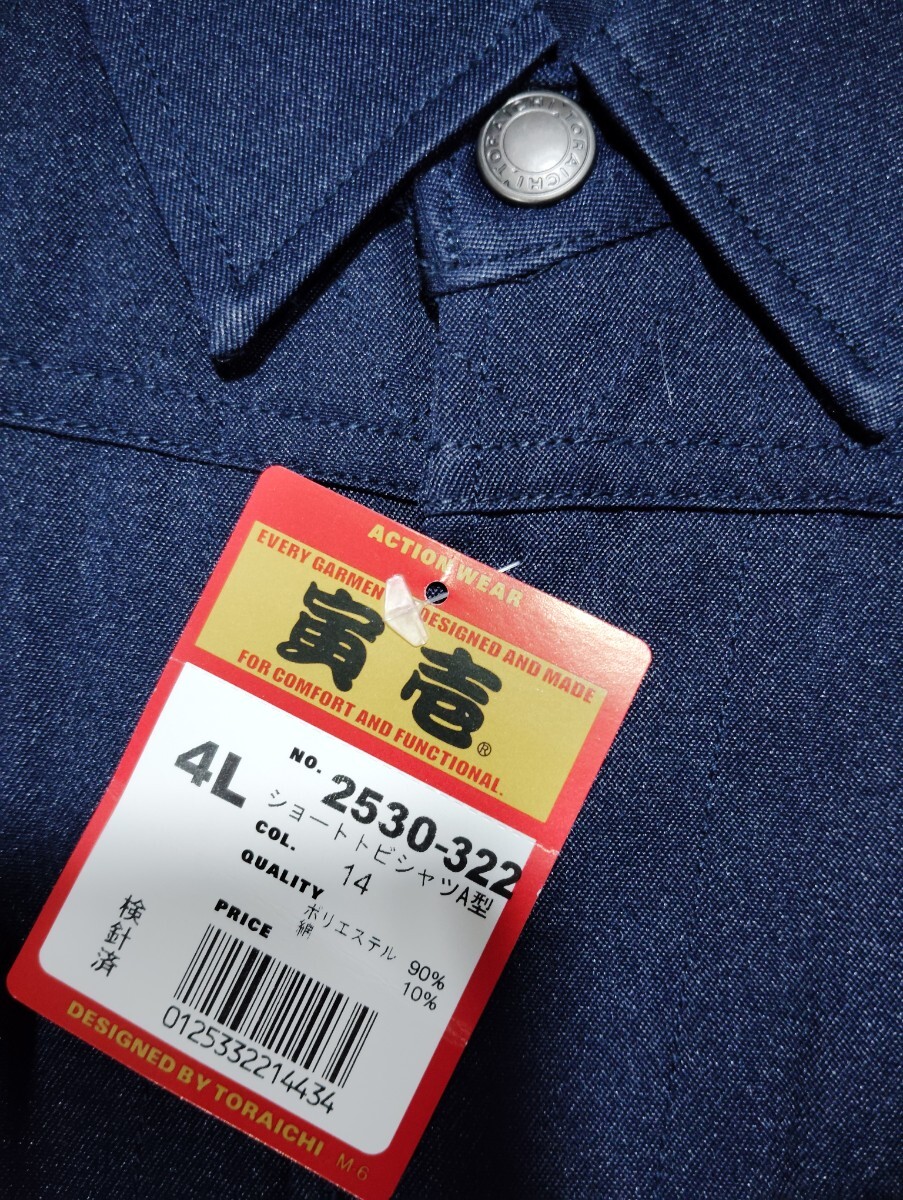 TORAICHI. TORAICHI.
ACTION WEAR
EVERY GARMENT DESIGNED AND MADE
寅壱®
FOR COMFORT AND FUNCTIONAL.
4L
NO. 2530-322
ショートトビシャツA型
COL. 14
QUALITY
ポリエステル 90%
綿 10%
PRICE
検針済
0125332214434
DESIGNED BY TORAICHI M6